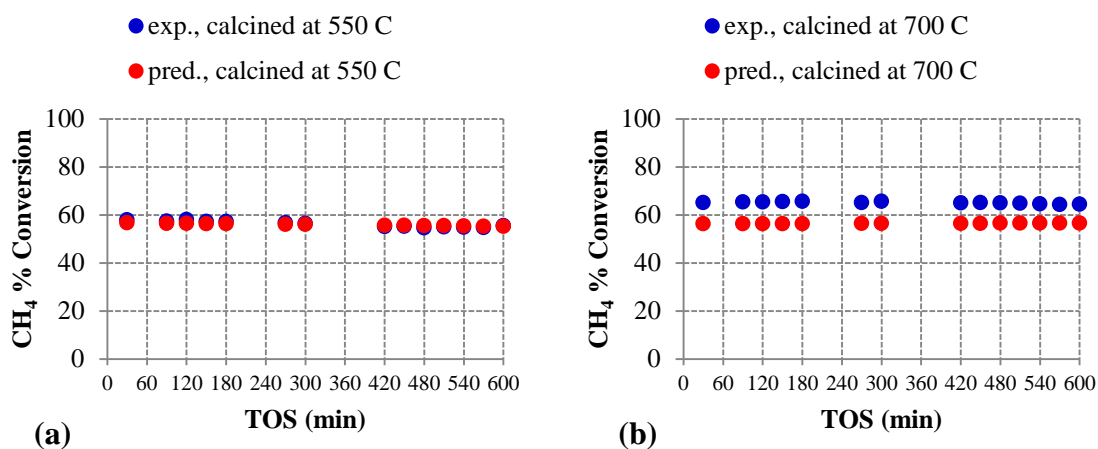 exp., calcined at 550 C
pred., calcined at 550 C
CH4 % Conversion
100
80
60
40
20
0
0 60 120 180 240 300 360 420 480 540 600
TOS (min)
(a)
exp., calcined at 700 C
pred., calcined at 700 C
CH4 % Conversion
100
80
60
40
20
0
0 60 120 180 240 300 360 420 480 540 600
TOS (min)
(b)